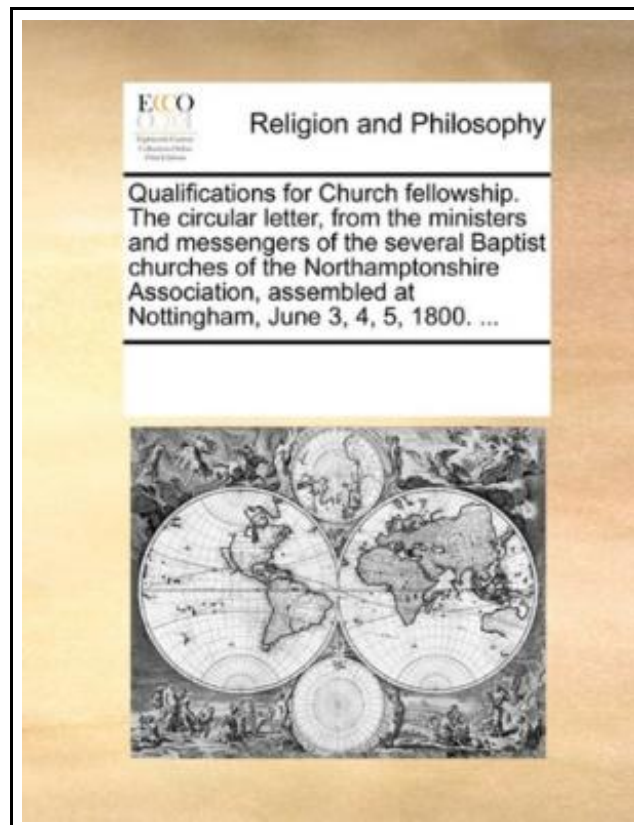 ECCO
Religion and Philosophy
Qualifications for Church fellowship.
The circular letter, from the ministers
and messengers of the several Baptist
churches of the Northamptonshire
Association, assembled at
Nottingham, June 3, 4, 5, 1800. ...